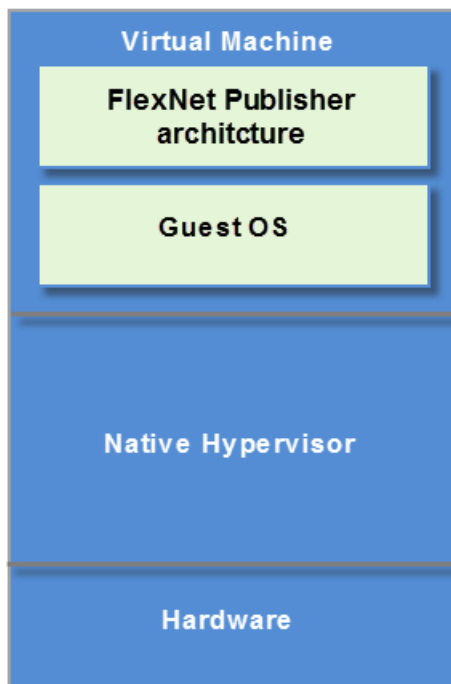 Virtual Machine
FlexNet Publisher
architcture
Guest OS
Native Hypervisor
Hardware